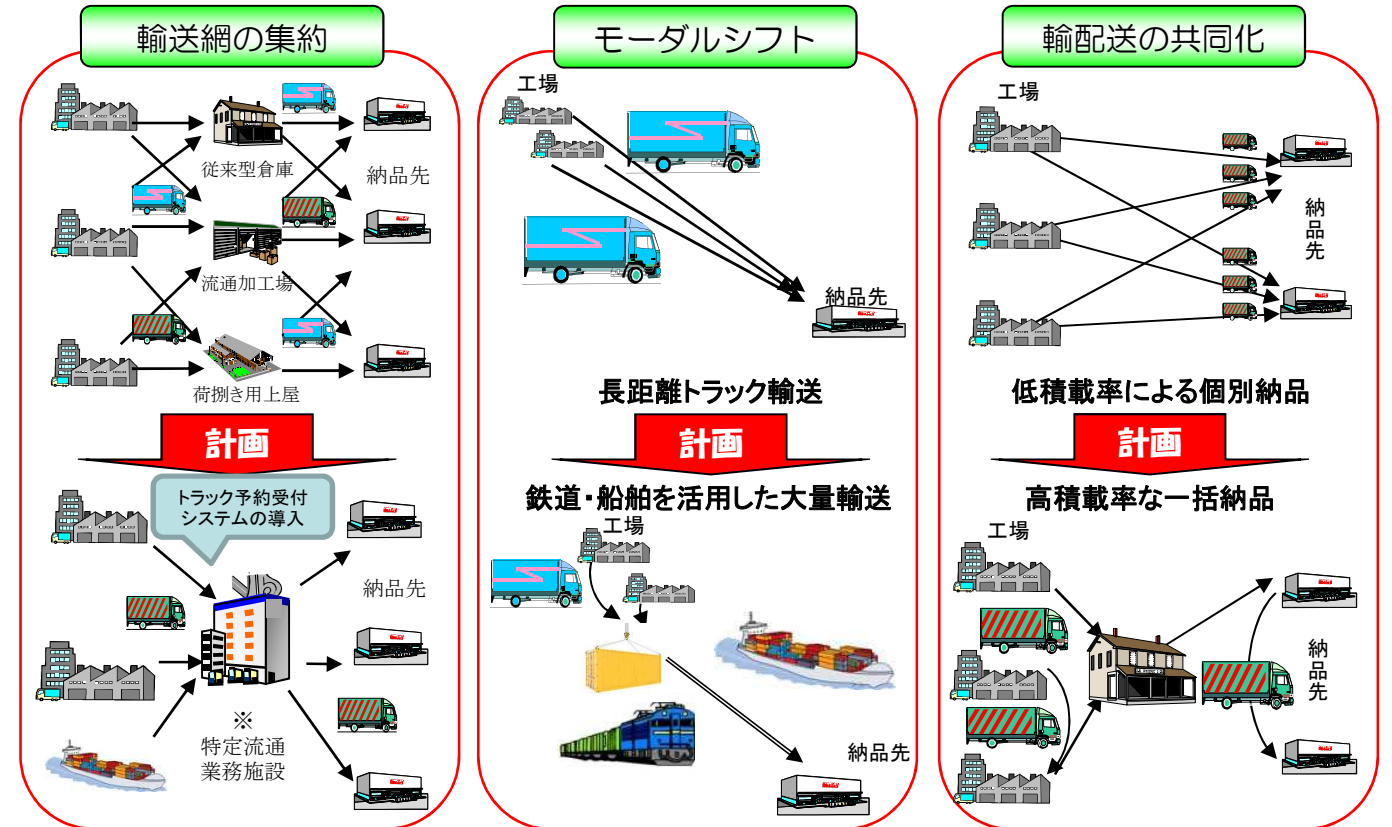 輸送網の集約
従来型倉庫
納品先
流通加工場
荷捌き用上屋
計画
トラック予約受付
システムの導入
納品先
※
特定流通
業務施設
モーダルシフト
工場
納品先
長距離トラック輸送
計画
鉄道・船舶を活用した大量輸送
工場
納品先
輸配送の共同化
工場
納品先
低積載率による個別納品
計画
高積載率な一括納品
工場
納品先